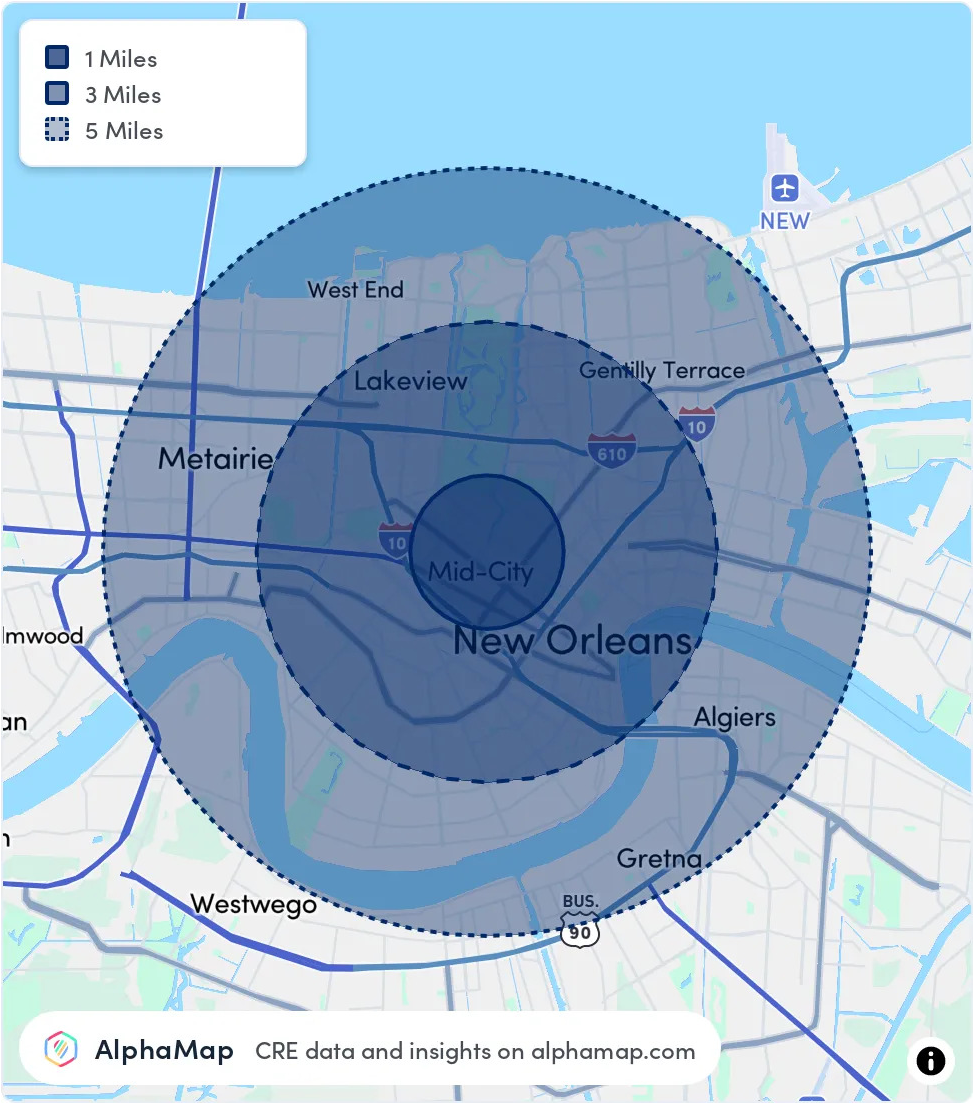 1 Miles
3 Miles
5 Miles
NEW
West End
Gentilly Terrace
Lakeview
10
610
Metairie
10
Mid-City
lmwood
New Orleans
an
Algiers
n
Gretna
Westwego
BUS.
90
AlphaMap CRE data and insights on alphamap.com